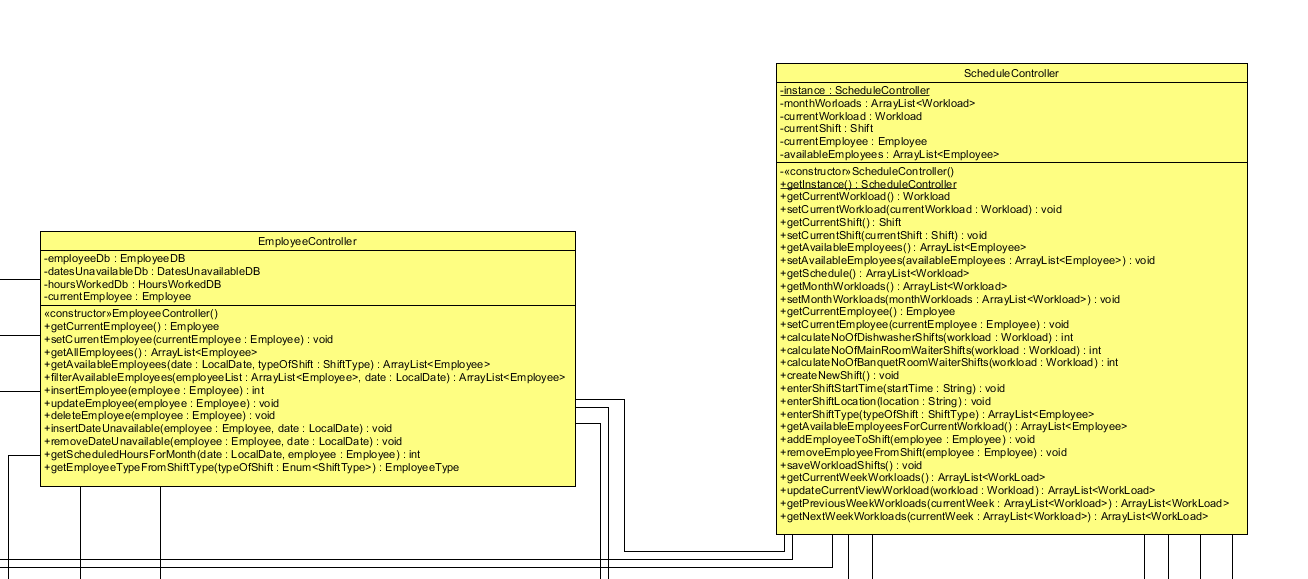 ScheduleController
-instance : ScheduleController
-monthWorloads : ArrayList<Workload>
-currentWorkload : Workload
-currentShift : Shift
-currentEmployee : Employee
-availableEmployees : ArrayList<Employee>
-«constructor»ScheduleController()
+getInstance() : ScheduleController
+getCurrentWorkload() : Workload
+setCurrentWorkload(currentWorkload : Workload) : void
+getCurrentShift() : Shift
+setCurrentShift(currentShift : Shift) : void
+getAvailableEmployees() : ArrayList<Employee>
+setAvailableEmployees(availableEmployees : ArrayList<Employee>) : void
+getSchedule() : ArrayList<Workload>
+getMonthWorkloads() : ArrayList<Workload>
+setMonthWorkloads(monthWorkloads : ArrayList<Workload>) : void
+getCurrentEmployee() : Employee
+setCurrentEmployee(currentEmployee : Employee) : void
+calculateNoOfDishwasherShifts(workload : Workload) : int
+calculateNoOfMainRoomWaiterShifts(workload : Workload) : int
+calculateNoOfBanquetRoomWaiterShifts(workload : Workload) : int
+createNewShift() : void
+enterShiftStartTime(startTime : String) : void
+enterShiftLocation(location : String) : void
+enterShiftType(typeOfShift : ShiftType) : ArrayList<Employee>
+getAvailableEmployeesForCurrentWorkload() : ArrayList<Employee>
+addEmployeeToShift(employee : Employee) : void
+removeEmployeeFromShift(employee : Employee) : void
+saveWorkloadShifts() : void
+getCurrentWeekWorkloads() : ArrayList<WorkLoad>
+updateCurrentViewWorkload(workload : Workload) : ArrayList<WorkLoad>
+getPreviousWeekWorkloads(currentWeek : ArrayList<Workload>) : ArrayList<WorkLoad>
+getNextWeekWorkloads(currentWeek : ArrayList<Workload>) : ArrayList<WorkLoad>
EmployeeController
-employeeDb : EmployeeDB
-datesUnavailableDb : DatesUnavailableDB
-hoursWorkedDb : HoursWorkedDB
-currentEmployee : Employee
«constructor»EmployeeController()
+getCurrentEmployee() : Employee
+setCurrentEmployee(currentEmployee : Employee) : void
+getAllEmployees() : ArrayList<Employee>
+getAvailableEmployees(date : LocalDate, typeOfShift : ShiftType) : ArrayList<Employee>
+filterAvailableEmployees(employeeList : ArrayList<Employee>, date : LocalDate) : ArrayList<Employee>
+insertEmployee(employee : Employee) : int
+updateEmployee(employee : Employee) : void
+deleteEmployee(employee : Employee) : void
+insertDateUnavailable(employee : Employee, date : LocalDate) : void
+removeDateUnavailable(employee : Employee, date : LocalDate) : void
+getScheduledHoursForMonth(date : LocalDate, employee : Employee) : int
+getEmployeeTypeFromShiftType(typeOfShift : Enum<ShiftType>) : EmployeeType